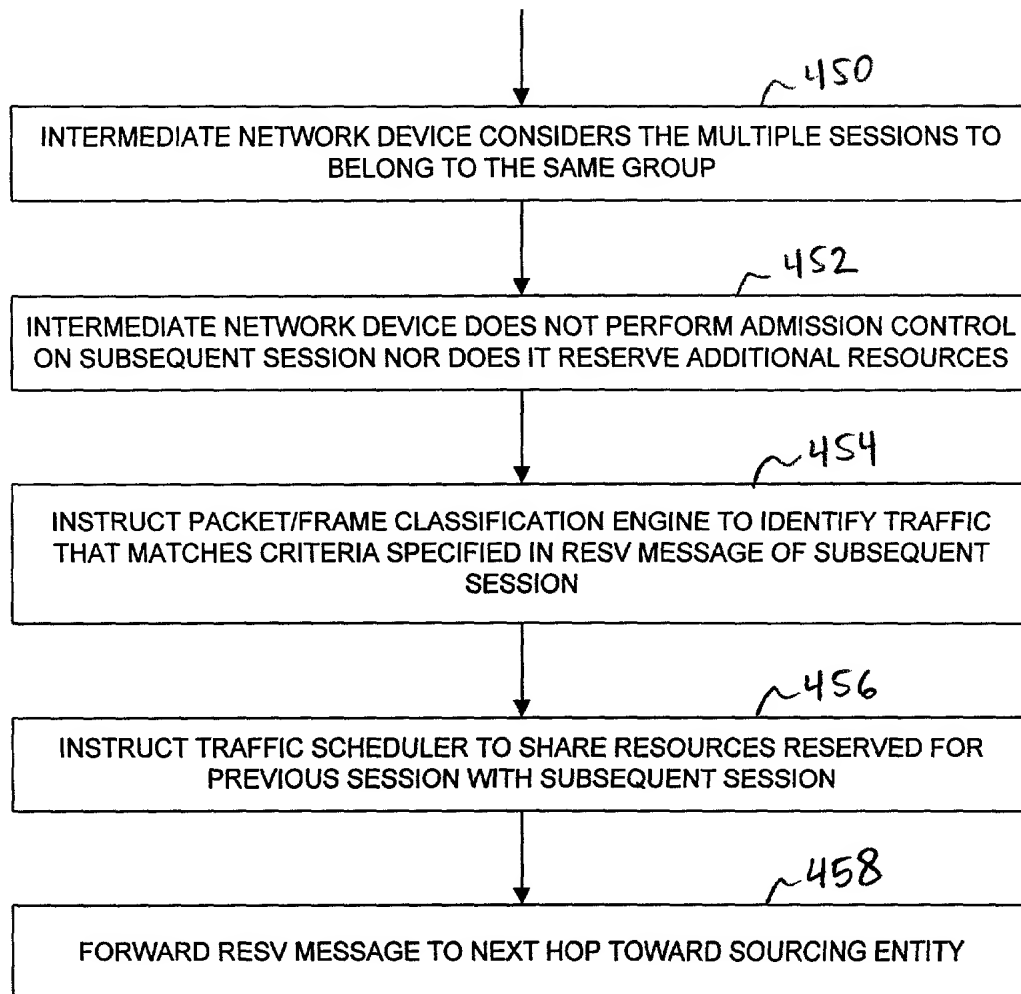 450
INTERMEDIATE NETWORK DEVICE CONSIDERS THE MULTIPLE SESSIONS TO
BELONG TO THE SAME GROUP
452
INTERMEDIATE NETWORK DEVICE DOES NOT PERFORM ADMISSION CONTROL
ON SUBSEQUENT SESSION NOR DOES IT RESERVE ADDITIONAL RESOURCES
454
INSTRUCT PACKET/FRAME CLASSIFICATION ENGINE TO IDENTIFY TRAFFIC
THAT MATCHES CRITERIA SPECIFIED IN RESV MESSAGE OF SUBSEQUENT
SESSION
456
INSTRUCT TRAFFIC SCHEDULER TO SHARE RESOURCES RESERVED FOR
PREVIOUS SESSION WITH SUBSEQUENT SESSION
458
FORWARD RESV MESSAGE TO NEXT HOP TOWARD SOURCING ENTITY